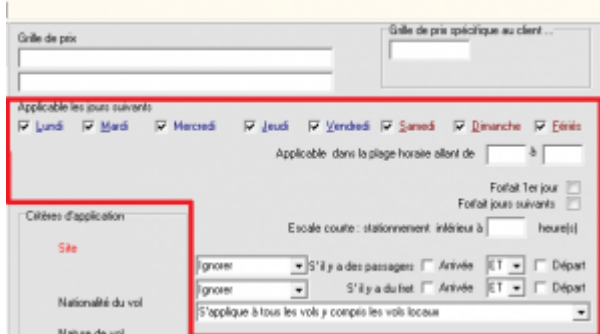 Grille de prix
Grille de prix spécifique au client ...
Applicable les jours suivants
Lundi Mardi Mercredi Jeudi Vendredi Samedi Dimanche Fériés
Applicable dans la plage horaire allant de à
Forfait 1er jour
Forfait jours suivants
Critères d'application
Escale courte : stationnement inférieur à heure(s)
Site
Ignorer S'il y a des passagers Arrivée ET Départ
Ignorer S'il y a du fret Arrivée ET Départ
Nationalité du vol
S'applique à tous les vols y compris les vols locaux
Nature de vol